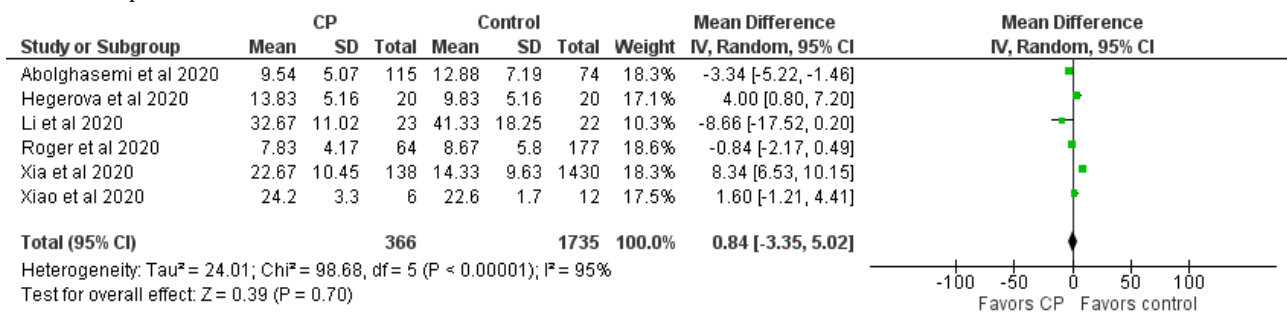 CP Control Mean Difference Mean Difference
Study or Subgroup Mean SD Total Mean SD Total Weight IV, Random, 95% CI IV, Random, 95% CI
Abolghasemi et al 2020 9.54 5.07 115 12.88 7.19 74 18.3% -3.34 [-5.22, -1.46]
Hegerova et al 2020 13.83 5.16 20 9.83 5.16 20 17.1% 4.00 [0.80, 7.20]
Li et al 2020 32.67 11.02 23 41.33 18.25 22 10.3% -8.66 [-17.52, 0.20]
Roger et al 2020 7.83 4.17 64 8.67 5.8 177 18.6% -0.84 [-2.17, 0.49]
Xia et al 2020 22.67 10.45 138 14.33 9.63 1430 18.3% 8.34 [6.53, 10.15]
Xiao et al 2020 24.2 3.3 6 22.6 1.7 12 17.5% 1.60 [-1.21, 4.41]
Total (95% CI) 366 1735 100.0% 0.84 [-3.35, 5.02]
Heterogeneity: Tau² = 24.01; Chi² = 98.68, df = 5 (P < 0.00001); I² = 95%
Test for overall effect: Z = 0.39 (P = 0.70)
-100 -50 0 50 100
Favors CP Favors control